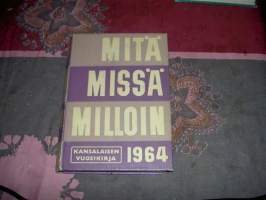 MITÄ
MISSÄ
MILLOIN
KANSALAISEN
VUOSIKIRJA
1964